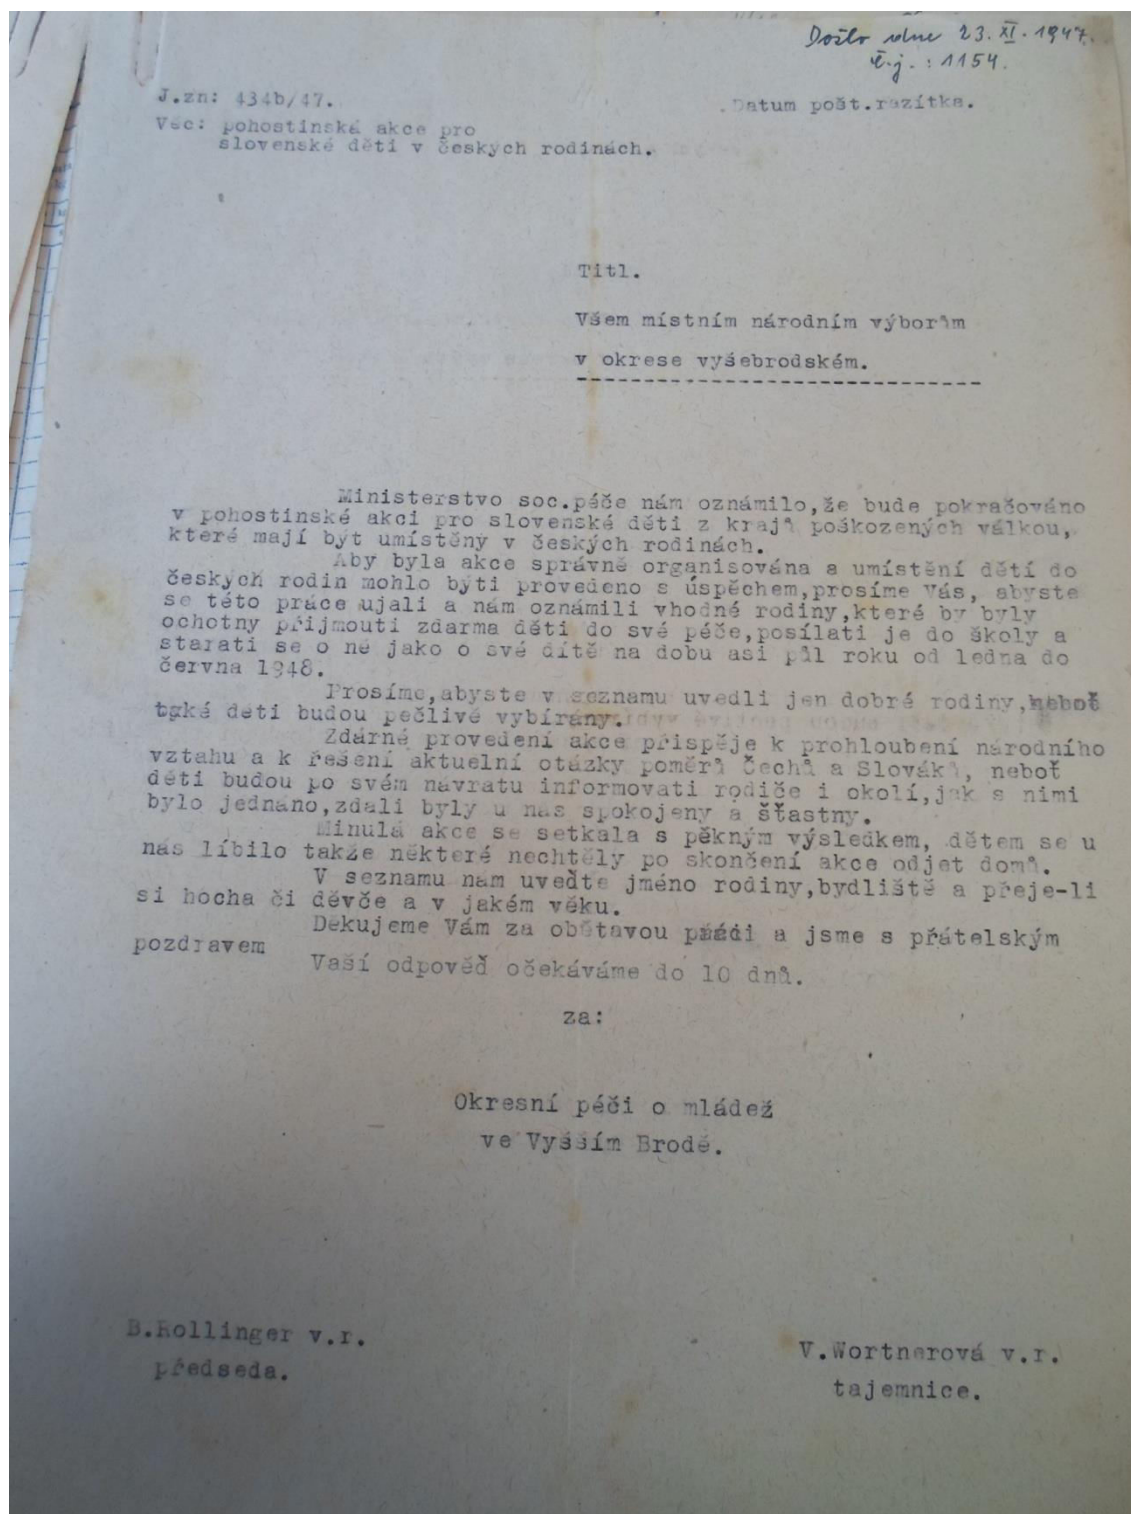 Došlo dne 23.XI.1947.
č.j.: 1154.
J.zn: 434b/47.
Datum pošt.razítka.
Věc: pohostinská akce pro
slovenské děti v českých rodinách.
Titl.
Všem místním národním výborům
v okrese vyšebrodském.
Ministerstvo soc.péče nám oznámilo,že bude pokračováno
v pohostinské akci pro slovenské děti z krajů poškozených válkou,
které mají být umístěny v českých rodinách.
Aby byla akce správně organisována a umístění dětí do
českých rodin mohlo býti provedeno s úspěchem,prosíme Vás, abyste
se této práce ujali a nám oznámili vhodné rodiny,které by byly
ochotny přijmouti zdarma děti do své péče,posílati je do školy a
starati se o ně jako o své dítě na dobu asi půl roku od ledna do
června 1948.
Prosíme,abyste v seznamu uvedli jen dobré rodiny,neboť
také děti budou pečlivě vybírány.
Zdárné provedení akce přispěje k prohloubení národního
vztahu a k řešení aktuelní otázky poměrů Čechů a Slováků, neboť
děti budou po svém návratu informovati rodiče i okolí,jak s nimi
bylo jednáno,zdali byly u nás spokojeny a šťastny.
Minulá akce se setkala s pěkným výsledkem, dětem se u
nás líbilo takže některé nechtěly po skončení akce odjet domů.
V seznamu nám uveďte jméno rodiny,bydliště a přeje-li
si hocha či děvče a v jakém věku.
Děkujeme Vám za obětavou práci a jsme s přátelským
pozdravem
Vaší odpověď očekáváme do 10 dnů.
za:
Okresní péči o mládež
ve Vyšším Brodě.
B.Rollinger v.r.
předseda.
V.Wortnerová v.r.
tajemnice.